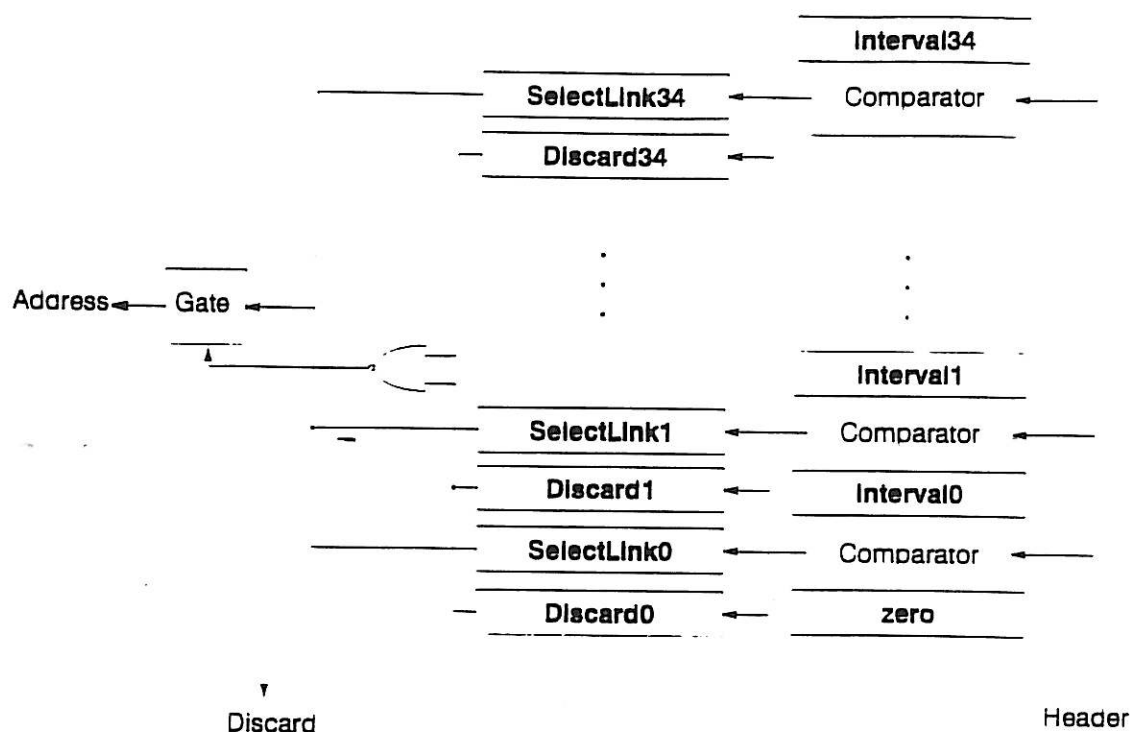 Interval34
SelectLink34 Comparator
Discard34
Address Gate
Interval1
SelectLink1 Comparator
Discard1 Interval0
SelectLink0 Comparator
Discard0 zero
Discard Header